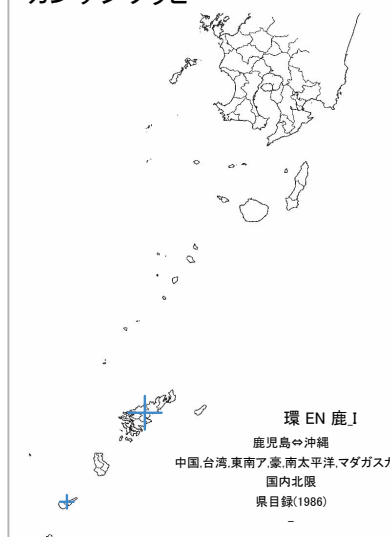 環 EN 鹿_I
鹿児島⇔沖縄
中国,台湾,東南ア,豪,南太平洋,マダガスカ
国内北限
県目録(1986)
–